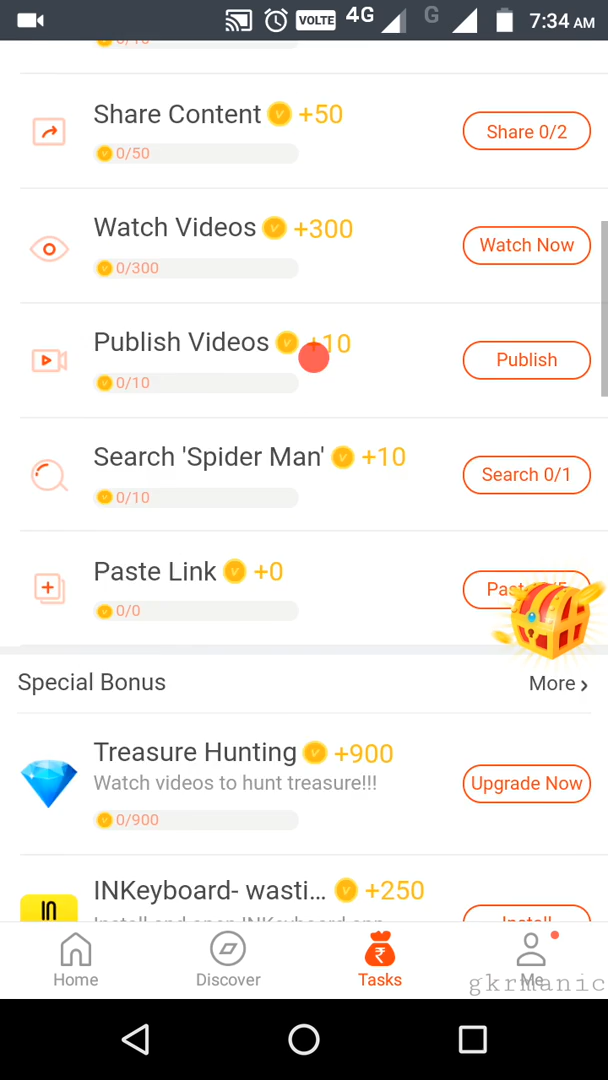 VOLTE 4G G 7:34 AM
Share Content +50
0/50
Share 0/2
Watch Videos +300
0/300
Watch Now
Publish Videos +10
0/10
Publish
Search 'Spider Man' +10
0/10
Search 0/1
Paste Link +0
0/0
Special Bonus
More ›
Treasure Hunting +900
Watch videos to hunt treasure!!!
0/900
Upgrade Now
IN
INKeyboard- wasti... +250
Install and open 'INKeyboard app
Install
Home
Discover
Tasks
Me
gkrmanic